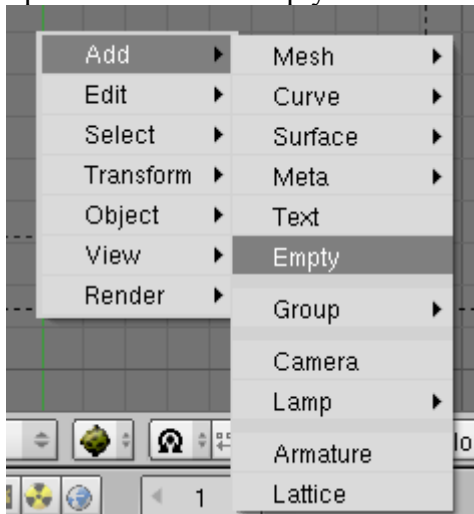 Add
Edit
Select
Transform
Object
View
Render
Mesh
Curve
Surface
Meta
Text
Empty
Group
Camera
Lamp
Armature
Lattice
1